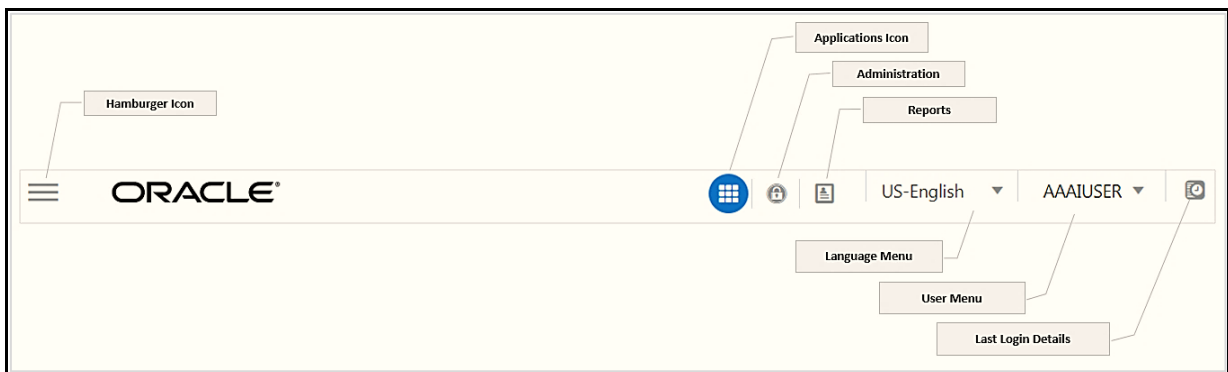 Applications Icon
Administration
Hamburger Icon
Reports
ORACLE®
US-English
AAAIUSER
Language Menu
User Menu
Last Login Details